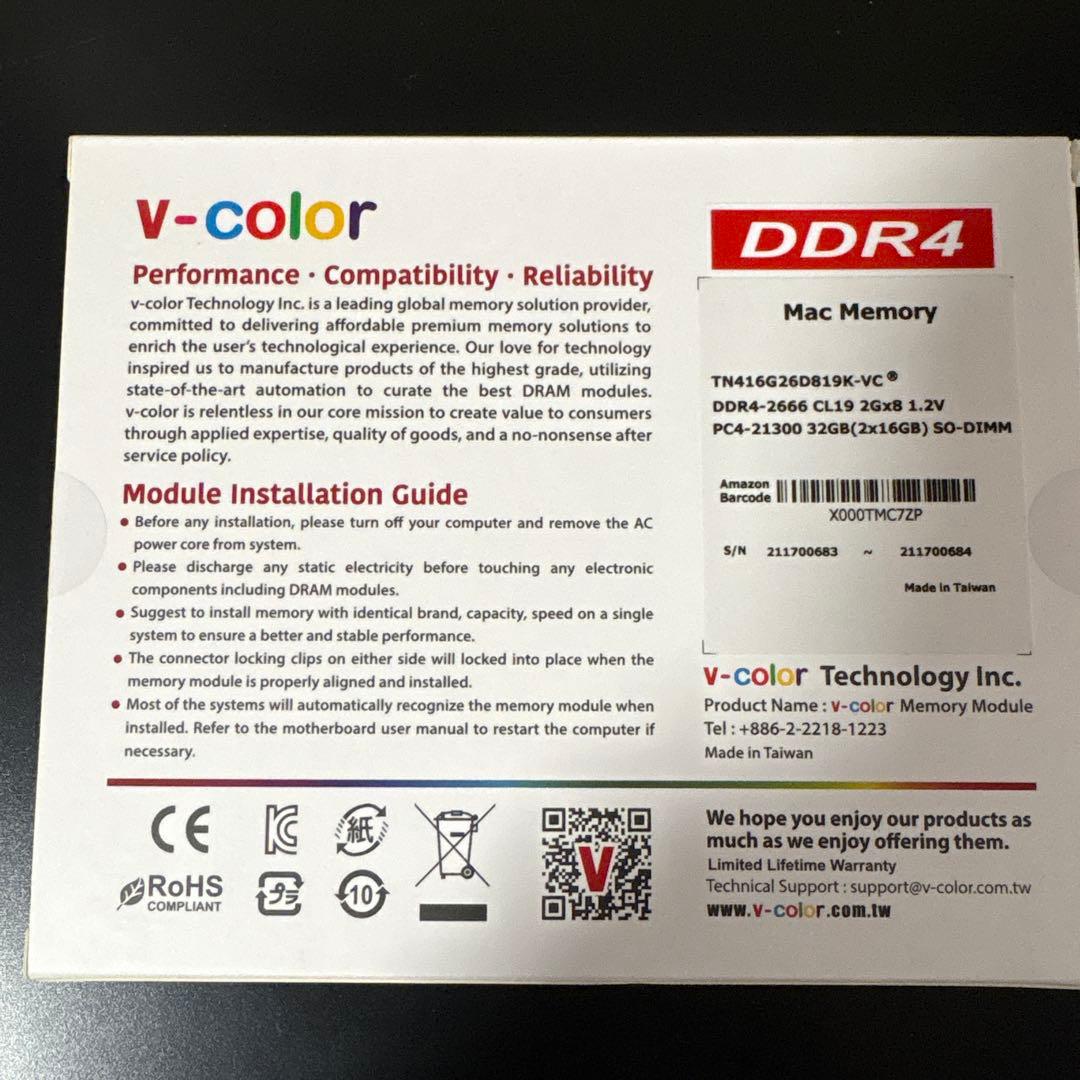 v-color
Performance · Compatibility · Reliability
v-color Technology Inc. is a leading global memory solution provider,
committed to delivering affordable premium memory solutions to
enrich the user's technological experience. Our love for technology
inspired us to manufacture products of the highest grade, utilizing
state-of-the-art automation to curate the best DRAM modules.
v-color is relentless in our core mission to create value to consumers
through applied expertise, quality of goods, and a no-nonsense after
service policy.
Module Installation Guide
• Before any installation, please turn off your computer and remove the AC
power core from system.
• Please discharge any static electricity before touching any electronic
components including DRAM modules.
• Suggest to install memory with identical brand, capacity, speed on a single
system to ensure a better and stable performance.
• The connector locking clips on either side will locked into place when the
memory module is properly aligned and installed.
• Most of the systems will automatically recognize the memory module when
installed. Refer to the motherboard user manual to restart the computer if
necessary.
DDR4
Mac Memory
TN416G26D819K-VC®
DDR4-2666 CL19 2Gx8 1.2V
PC4-21300 32GB(2x16GB) SO-DIMM
Amazon
Barcode
X000TMC7ZP
S/N 211700683 ~ 211700684
Made in Taiwan
v-color Technology Inc.
Product Name : v-color Memory Module
Tel : +886-2-2218-1223
Made in Taiwan
CE
KC
紙
RoHS
COMPLIANT
プラ
10
V
We hope you enjoy our products as
much as we enjoy offering them.
Limited Lifetime Warranty
Technical Support : support@v-color.com.tw
www.v-color.com.tw